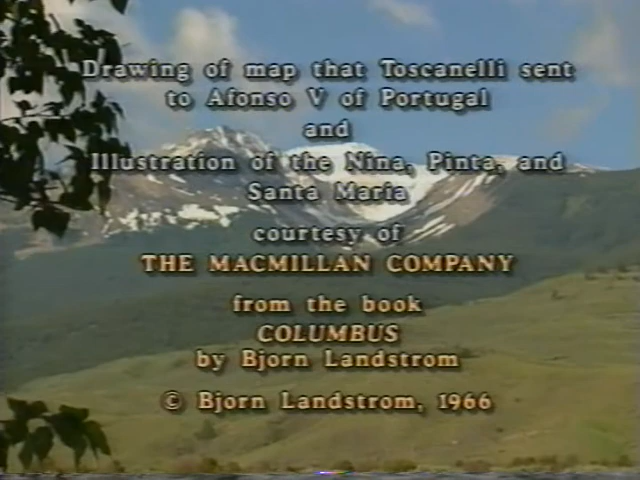 Drawing of map that Toscanelli sent
to Afonso V of Portugal
and
Illustration of the Nina, Pinta, and
Santa Maria
courtesy of
THE MACMILLAN COMPANY
from the book
COLUMBUS
by Bjorn Landstrom
© Bjorn Landstrom, 1966